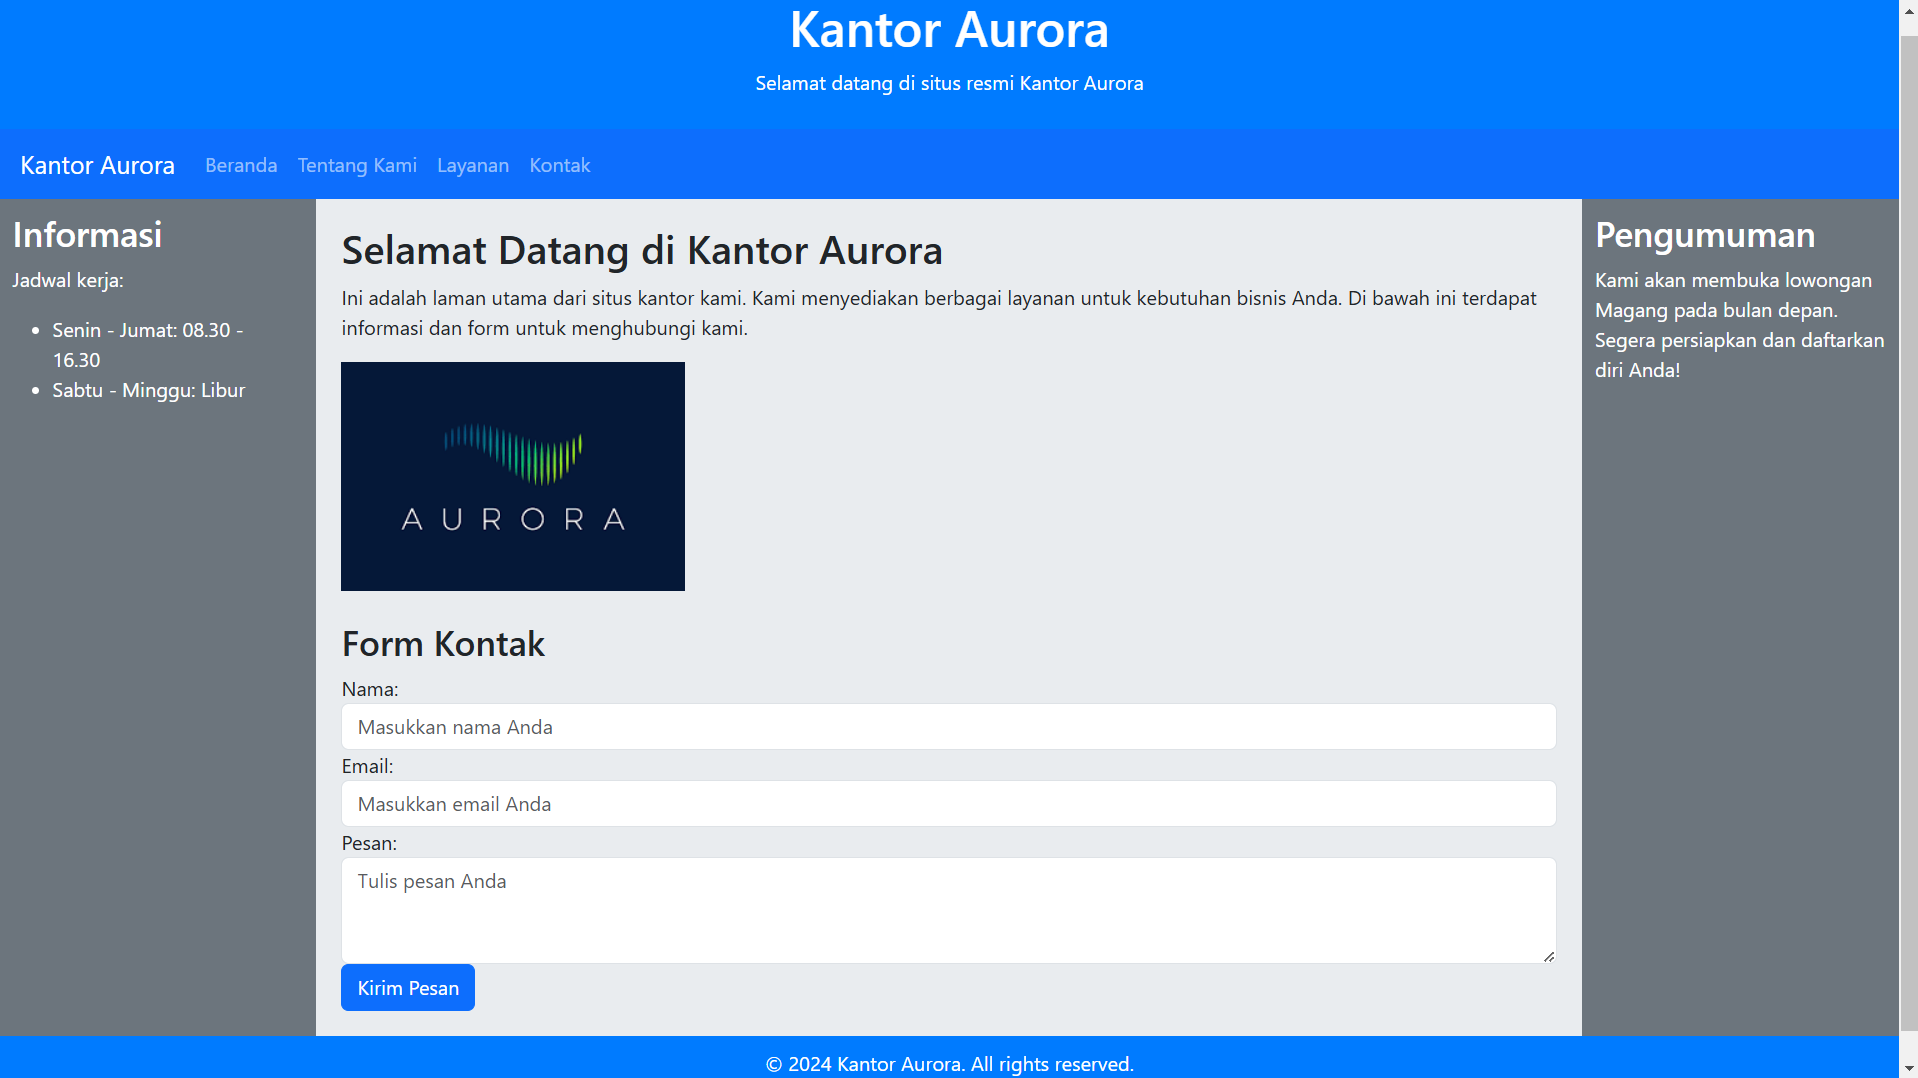 Kantor Aurora
Selamat datang di situs resmi Kantor Aurora
Kantor Aurora Beranda Tentang Kami Layanan Kontak
Informasi
Jadwal kerja:
Senin - Jumat: 08.30 -
16.30
Sabtu - Minggu: Libur
Selamat Datang di Kantor Aurora
Ini adalah laman utama dari situs kantor kami. Kami menyediakan berbagai layanan untuk kebutuhan bisnis Anda. Di bawah ini terdapat
informasi dan form untuk menghubungi kami.
AURORA
Form Kontak
Nama:
Masukkan nama Anda
Email:
Masukkan email Anda
Pesan:
Tulis pesan Anda
Kirim Pesan
Pengumuman
Kami akan membuka lowongan
Magang pada bulan depan.
Segera persiapkan dan daftarkan
diri Anda!
© 2024 Kantor Aurora. All rights reserved.